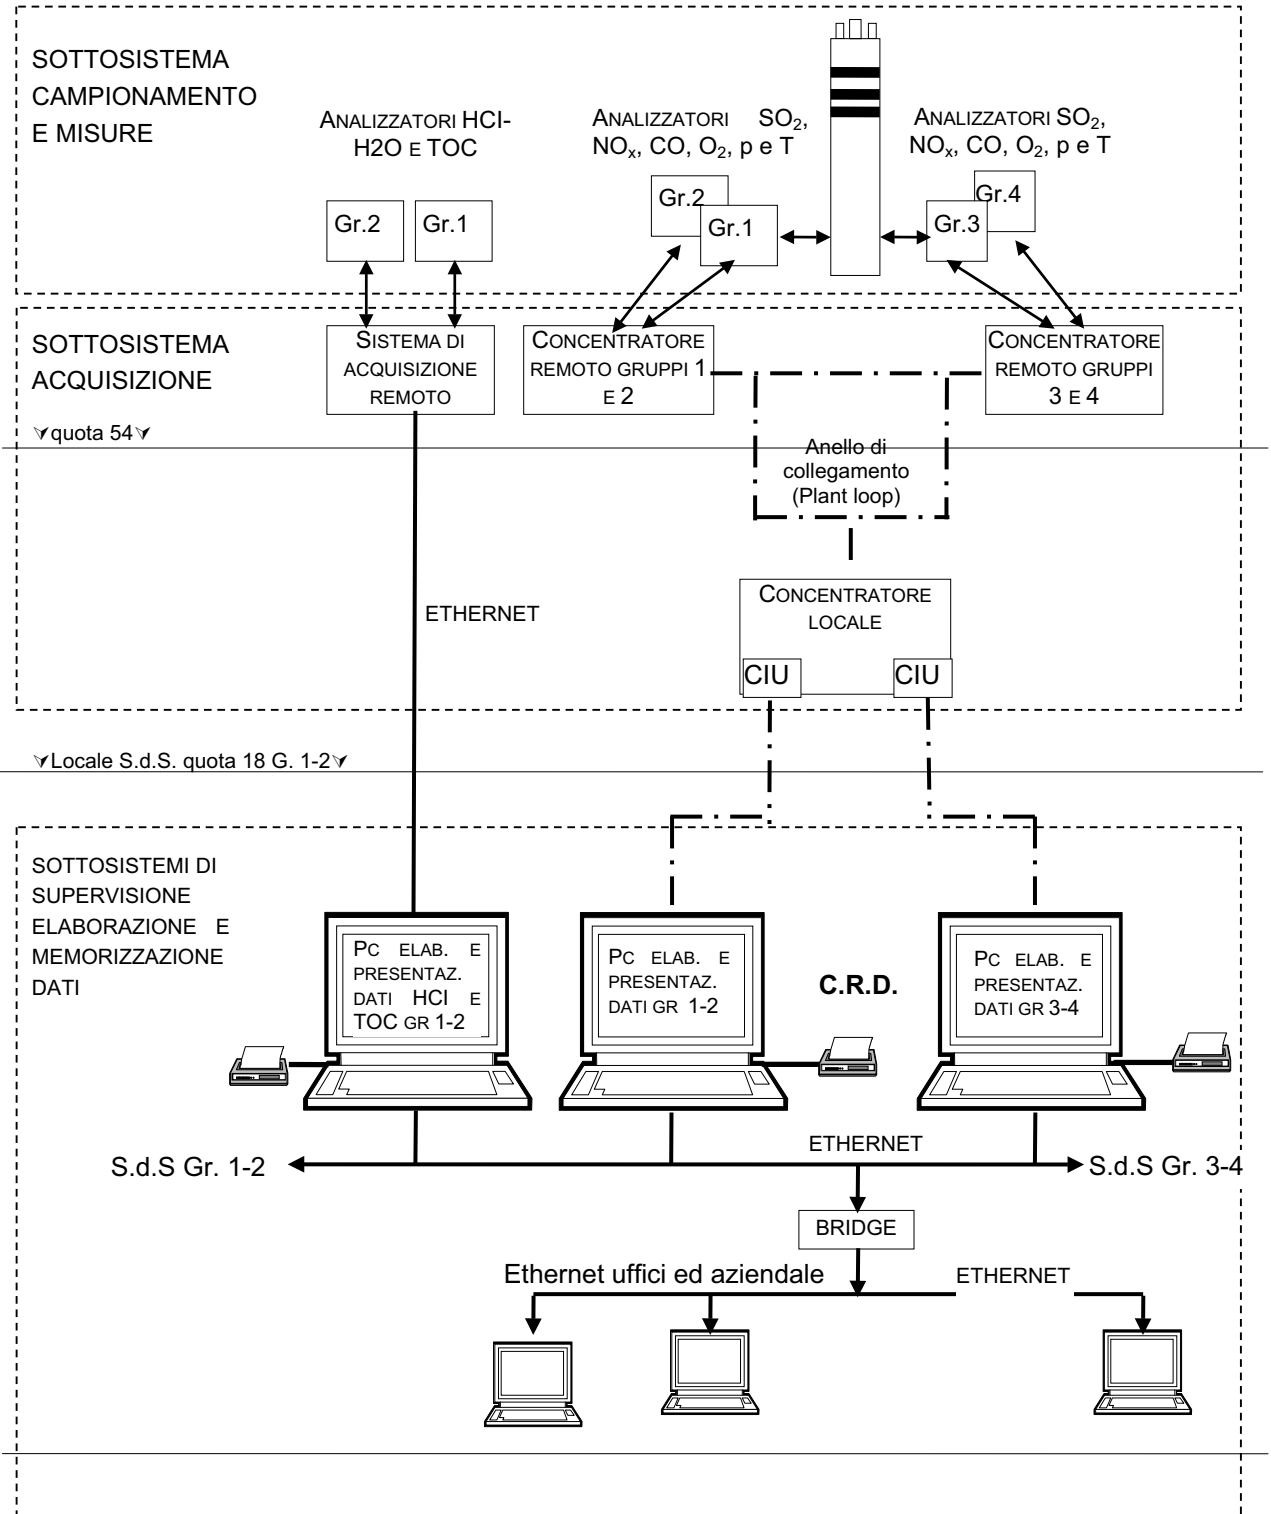 SOTTOSISTEMA
CAMPIONAMENTO
E MISURE
ANALIZZATORI HCl-
H2O E TOC
ANALIZZATORI SO2,
NOx, CO, O2, p e T
ANALIZZATORI SO2,
NOx, CO, O2, p e T
Gr.2
Gr.1
Gr.2
Gr.1
Gr.4
Gr.3
SOTTOSISTEMA
ACQUISIZIONE
SISTEMA DI
ACQUISIZIONE
REMOTO
CONCENTRATORE
REMOTO GRUPPI 1
E 2
CONCENTRATORE
REMOTO GRUPPI
3 E 4
quota 54
Anello di
collegamento
(Plant loop)
ETHERNET
CONCENTRATORE
LOCALE
CIU
CIU
Locale S.d.S. quota 18 G. 1-2
SOTTOSISTEMI DI
SUPERVISIONE
ELABORAZIONE E
MEMORIZZAZIONE
DATI
PC ELAB. E
PRESENTAZ.
DATI HCl E
TOC GR 1-2
PC ELAB. E
PRESENTAZ.
DATI GR 1-2
C.R.D.
PC ELAB. E
PRESENTAZ.
DATI GR 3-4
ETHERNET
S.d.S Gr. 1-2
S.d.S Gr. 3-4
BRIDGE
Ethernet uffici ed aziendale
ETHERNET